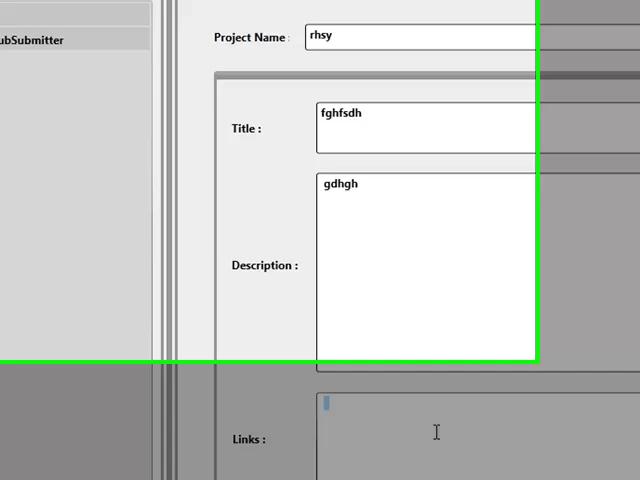 ubSubmitter
Project Name : rhsy
Title : fghfsdh
gdhgh
Description :
Links :